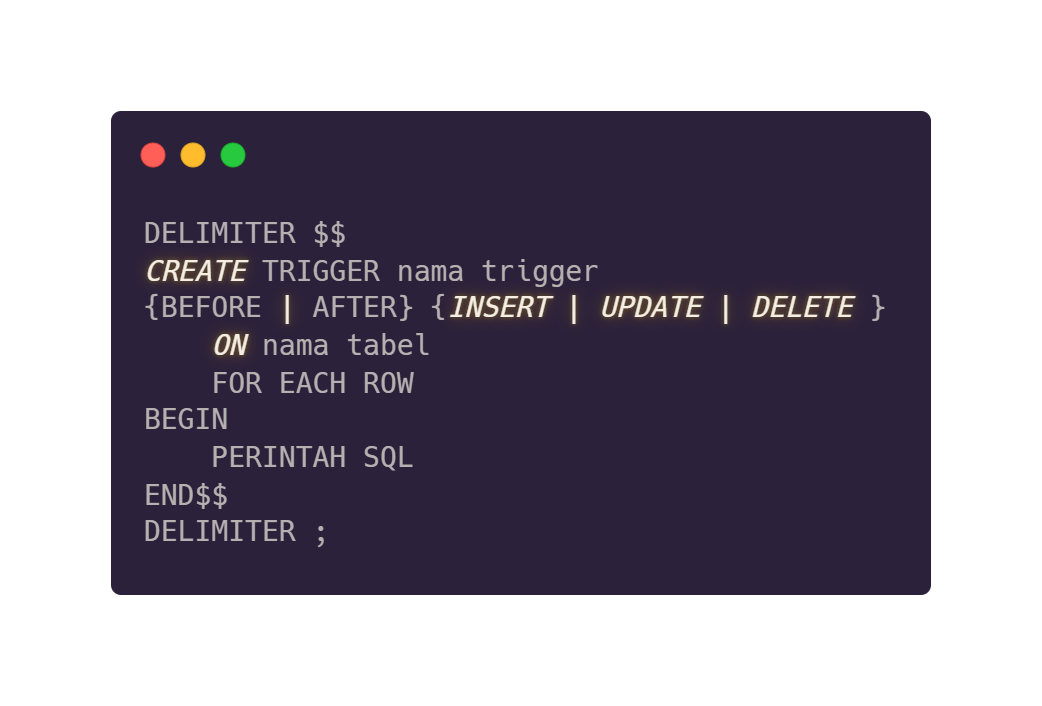 DELIMITER $$
CREATE TRIGGER nama trigger
{BEFORE | AFTER} {INSERT | UPDATE | DELETE }
    ON nama tabel
    FOR EACH ROW
BEGIN
    PERINTAH SQL
END$$
DELIMITER ;